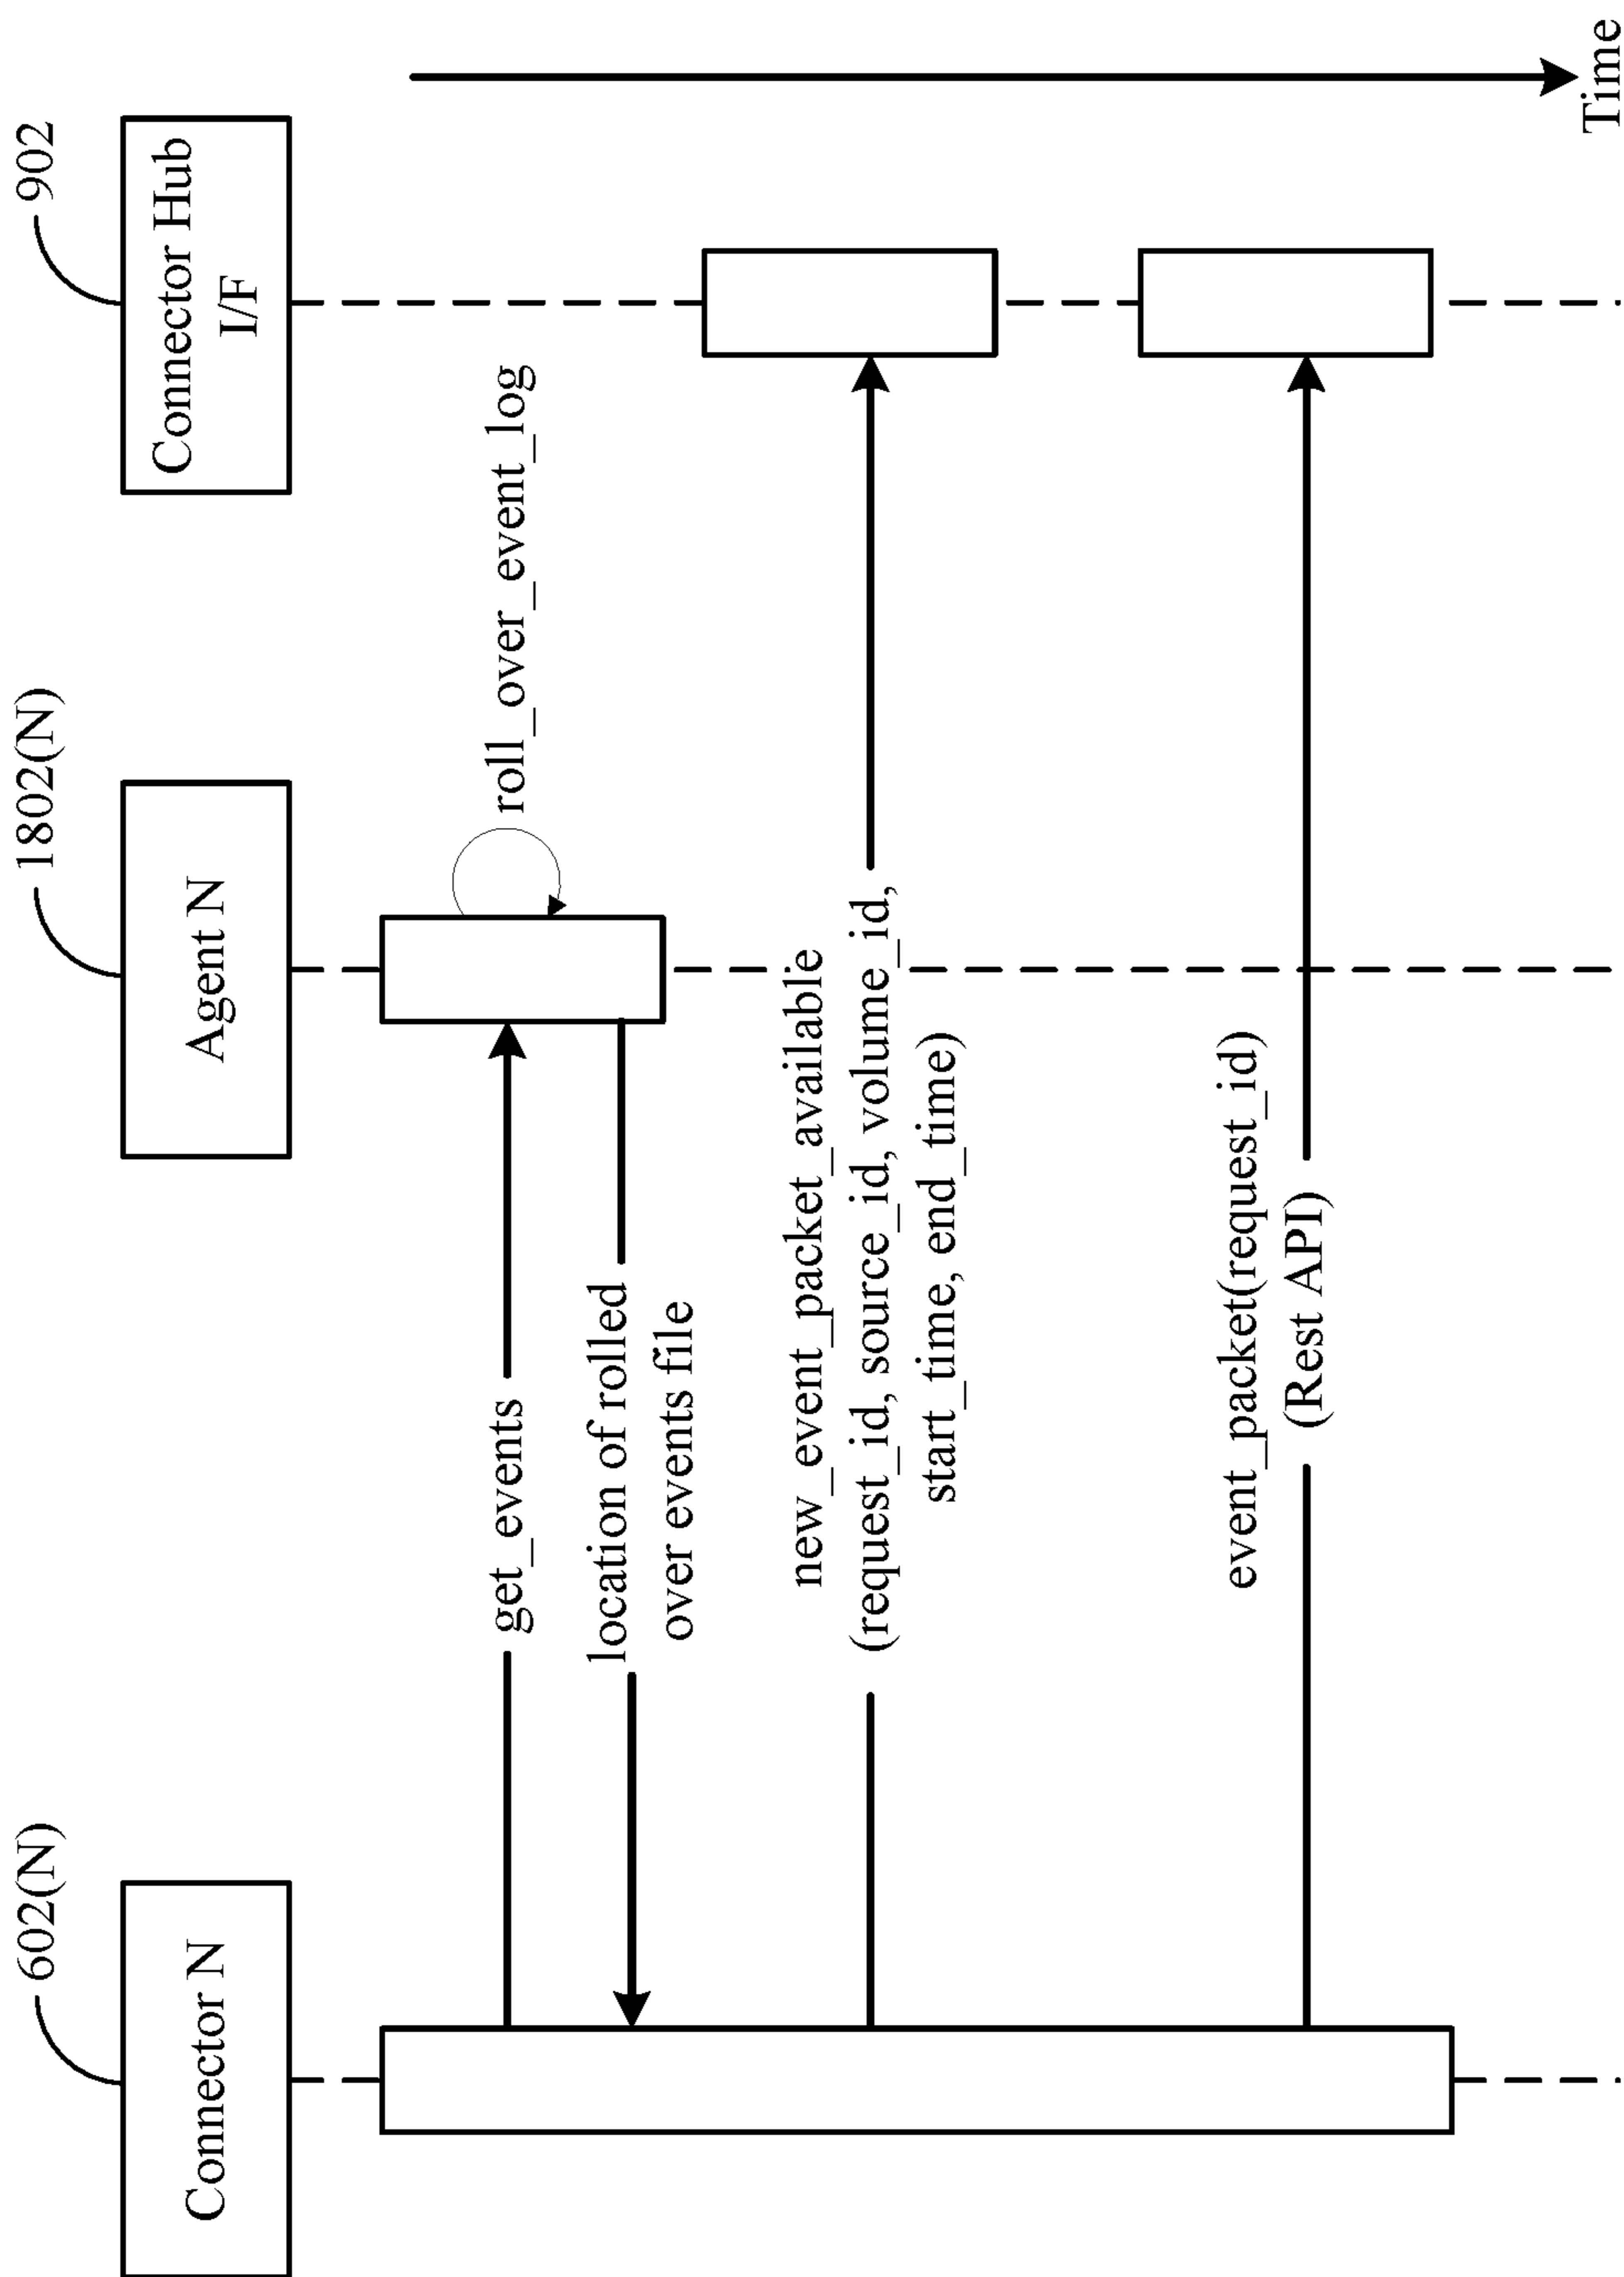 602(N)
1802(N)
902
Connector N
Agent N
Connector Hub
I/F
get_events
roll_over_event_log
location of rolled
over events file
new_event_packet_available
(request_id, source_id, volume_id,
start_time, end_time)
event_packet(request_id)
(Rest API)
Time